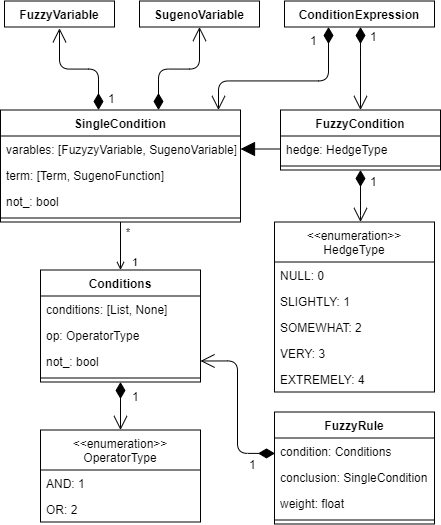 FuzzyVariable
SugenoVariable
ConditionExpression
1
1
1
SingleCondition
varables: [FuzyzyVariable, SugenoVariable]
term: [Term, SugenoFunction]
not_: bool
FuzzyCondition
hedge: HedgeType
1
*
1
<<enumeration>>
HedgeType
NULL: 0
SLIGHTLY: 1
SOMEWHAT: 2
VERY: 3
EXTREMELY: 4
Conditions
conditions: [List, None]
op: OperatorType
not_: bool
1
<<enumeration>>
OperatorType
AND: 1
OR: 2
FuzzyRule
condition: Conditions
conclusion: SingleCondition
weight: float
1